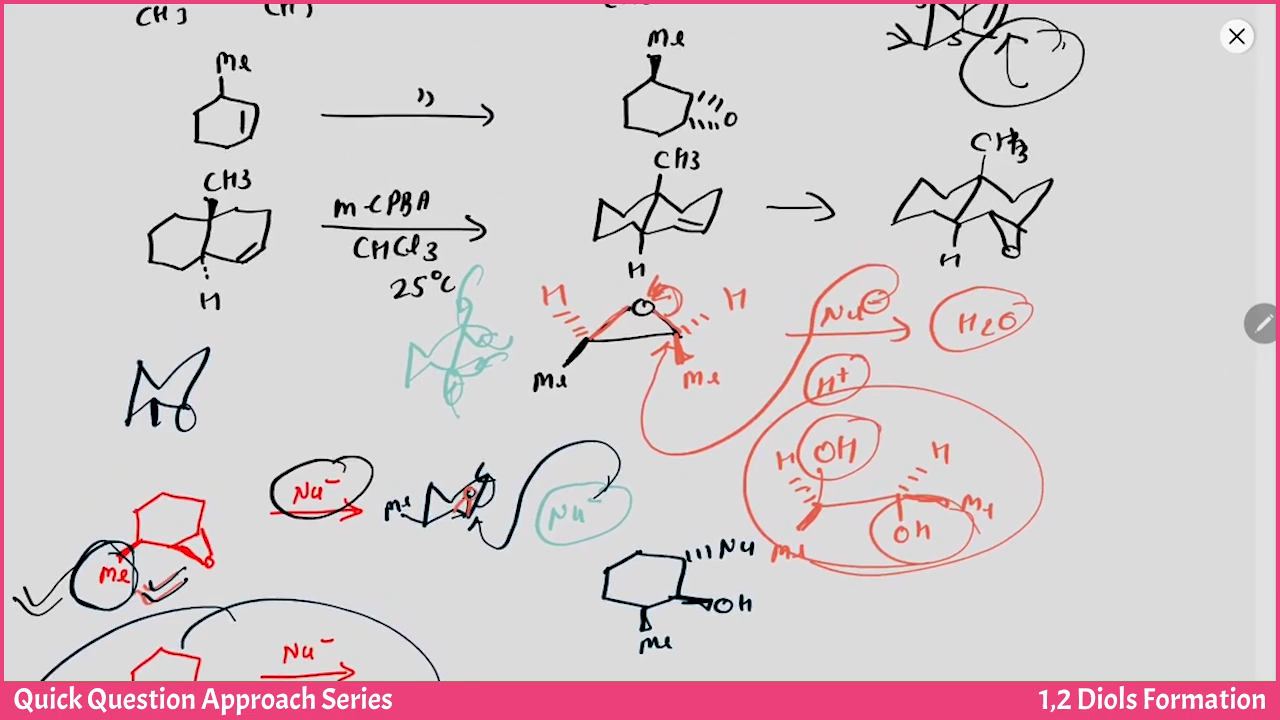 CH3
Me
Me
O
CH3
H
m-CPBA
CHCl3
25°C
CH3
H
CH3
H
O
H
O
H
Me
Me
Nu⊖
H2O
H+
H
OH
H
Me
OH
Me
O
Me
O
Nu-
Me
O
Nu-
Nu
OH
Me
Nu-
Quick Question Approach Series
1,2 Diols Formation